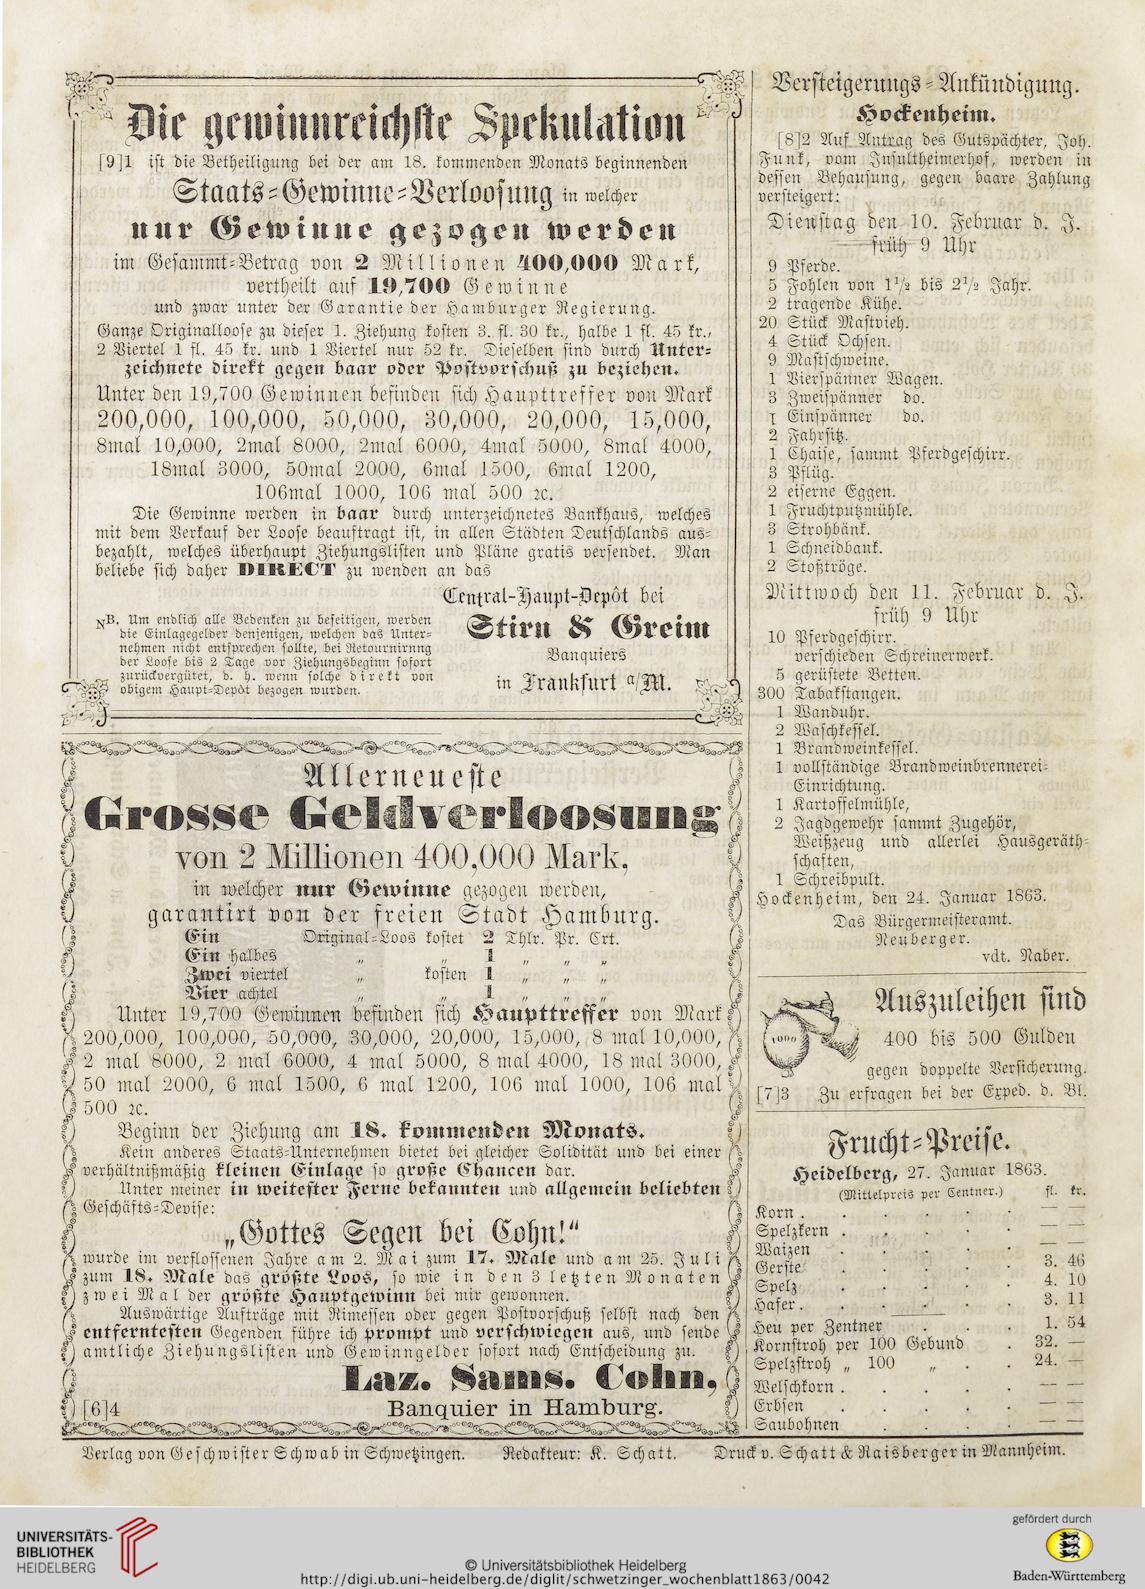 Die gewinnreichste Spekulation
[9]1 ist die Betheiligung bei der am 18. kommenden Monats beginnenden
Staats-Gewinne-Verloosung in welcher
nur Gewinne gezogen werden
im Gesammt-Betrag von 2 Millionen 400,000 Mark,
vertheilt auf 19,700 Gewinne
und zwar unter der Garantie der Hamburger Regierung.
Ganze Originalloose zu dieser 1. Ziehung kosten 3. fl. 30 kr., halbe 1 fl. 45 kr.,
2 Viertel 1 fl. 45 kr. und 1 Viertel nur 52 kr. Dieselben sind durch Unter-
zeichnete direkt gegen baar oder Postvorschuß zu beziehen.
Unter den 19,700 Gewinnen befinden sich Haupttreffer von Mark
200,000, 100,000, 50,000, 30,000, 20,000, 15,000,
8mal 10,000, 2mal 8000, 2mal 6000, 4mal 5000, 8mal 4000,
18mal 3000, 50mal 2000, 6mal 1500, 6mal 1200,
106mal 1000, 106 mal 500 ꝛc.
Die Gewinne werden in baar durch unterzeichnetes Bankhaus, welches
mit dem Verkauf der Loose beauftragt ist, in allen Städten Deutschlands aus-
bezahlt, welches überhaupt Ziehungslisten und Pläne gratis versendet. Man
beliebe sich daher DIRECT zu wenden an das
Central-Haupt-Depôt bei
Stirn & Greim
Banquiers
in Frankfurt a/M.
NB. Um endlich alle Bedenken zu beseitigen, werden
die Einlagegelder denjenigen, welchen das Unter-
nehmen nicht entsprechen sollte, bei Retournirnng
der Loose bis 2 Tage vor Ziehungsbeginn sofort
zurückvergütet, d. h. wenn solche direkt von
obigem Haupt-Depôt bezogen wurden.
Allerneueste
Grosse Geldverloosung
von 2 Millionen 400,000 Mark,
in welcher nur Gewinne gezogen werden,
garantirt von der freien Stadt Hamburg.
Ein Original-Loos kostet 2 Thlr. Pr. Crt.
Ein halbes „ „ 1 „ „ „
Zwei viertel „ kosten 1 „ „ „
Vier achtel „ „ 1 „ „ „
Unter 19,700 Gewinnen befinden sich Haupttreffer von Mark
200,000, 100,000, 50,000, 30,000, 20,000, 15,000, 8 mal 10,000,
2 mal 8000, 2 mal 6000, 4 mal 5000, 8 mal 4000, 18 mal 3000,
50 mal 2000, 6 mal 1500, 6 mal 1200, 106 mal 1000, 106 mal
500 ꝛc.
Beginn der Ziehung am 18. kommenden Monats.
Kein anderes Staats-Unternehmen bietet bei gleicher Solidität und bei einer
verhältnißmäßig kleinen Einlage so große Chancen dar.
Unter meiner in weitester Ferne bekannten und allgemein beliebten
Geschäfts-Devise:
„Gottes Segen bei Cohn!“
wurde im verflossenen Jahre am 2. Mai zum 17. Male und am 25. Juli
zum 18. Male das größte Loos, so wie in den 3 letzten Monaten
zwei Mal der größte Hauptgewinn bei mir gewonnen.
Auswärtige Aufträge mit Rimessen oder gegen Postvorschuß selbst nach den
entferntesten Gegenden führe ich prompt und verschwiegen aus, und sende
amtliche Ziehungslisten und Gewinngelder sofort nach Entscheidung zu.
Laz. Sams. Cohn,
[6]4 Banquier in Hamburg.
Versteigerungs-Ankündigung.
Hockenheim.
[8]2 Auf Antrag des Gutspächter, Joh.
Funk, vom Insultheimerhof, werden in
dessen Behausung, gegen baare Zahlung
versteigert:
Dienstag den 10. Februar d. J.
früh 9 Uhr
9 Pferde.
5 Fohlen von 1½ bis 2½ Jahr.
2 tragende Kühe.
20 Stück Mastvieh.
4 Stück Ochsen.
9 Mastschweine.
1 Vierspänner Wagen.
3 Zweispänner do.
1 Einspänner do.
2 Fahrsitz.
1 Chaise, sammt Pferdgeschirr.
3 Pflüg.
2 eiserne Eggen.
1 Fruchtputzmühle.
3 Strohbänk.
1 Schneidbank.
2 Stoßtröge.
Mittwoch den 11. Februar d. J.
früh 9 Uhr
10 Pferdgeschirr.
verschieden Schreinerwerk.
5 gerüstete Betten.
300 Tabakstangen.
1 Wanduhr.
2 Waschkessel.
1 Brandweinkessel.
1 vollständige Brandweinbrennerei-
Einrichtung.
1 Kartoffelmühle,
2 Jagdgewehr sammt Zugehör,
Weißzeug und allerlei Hausgeräth-
schaften,
1 Schreibpult.
Hockenheim, den 24. Januar 1863.
Das Bürgermeisteramt.
Neuberger.
vdt. Naber.
1000
Auszuleihen sind
400 bis 500 Gulden
gegen doppelte Versicherung.
[7]3 Zu erfragen bei der Exped. d. Bl.
Frucht-Preise.
Heidelberg, 27. Januar 1863.
(Mittelpreis per Centner.) fl. kr.
Korn . . . . . . — —
Spelzkern . . . . . — —
Waizen . . . . . — —
Gerste . . . . . 3. 46
Spelz . . . . . 4. 10
Hafer . . . . . . 3. 11
Heu per Zentner . . . 1. 54
Kornstroh per 100 Gebund . 32. —
Spelzstroh „ 100 „ . . 24. —
Welschkorn . . . . . — —
Erbsen . . . . . — —
Saubohnen . . . . — —
Verlag von Geschwister Schwab in Schwetzingen. Redakteur: K. Schatt. Druck v. Schatt & Raisberger in Mannheim.
UNIVERSITÄTS-
BIBLIOTHEK
HEIDELBERG
© Universitätsbibliothek Heidelberg
http://digi.ub.uni-heidelberg.de/diglit/schwetzinger_wochenblatt1863/0042
gefördert durch
Baden-Württemberg